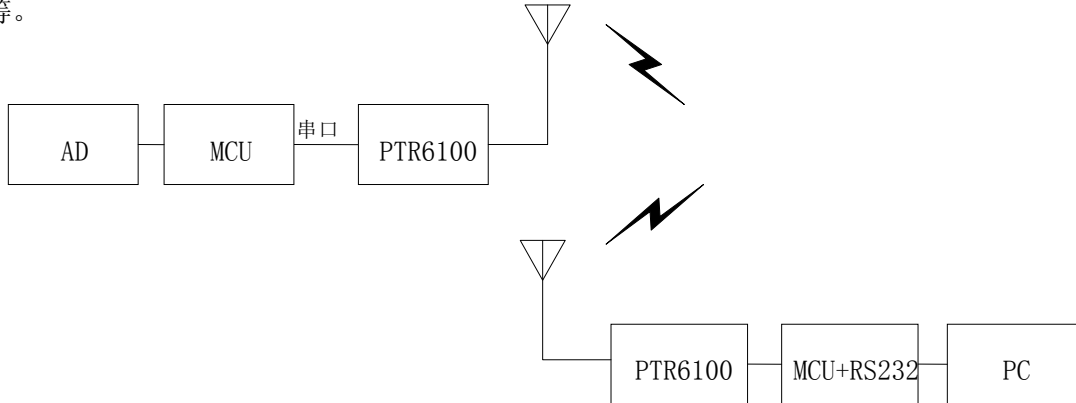 等。
AD
MCU
串口
PTR6100
PTR6100
MCU+RS232
PC